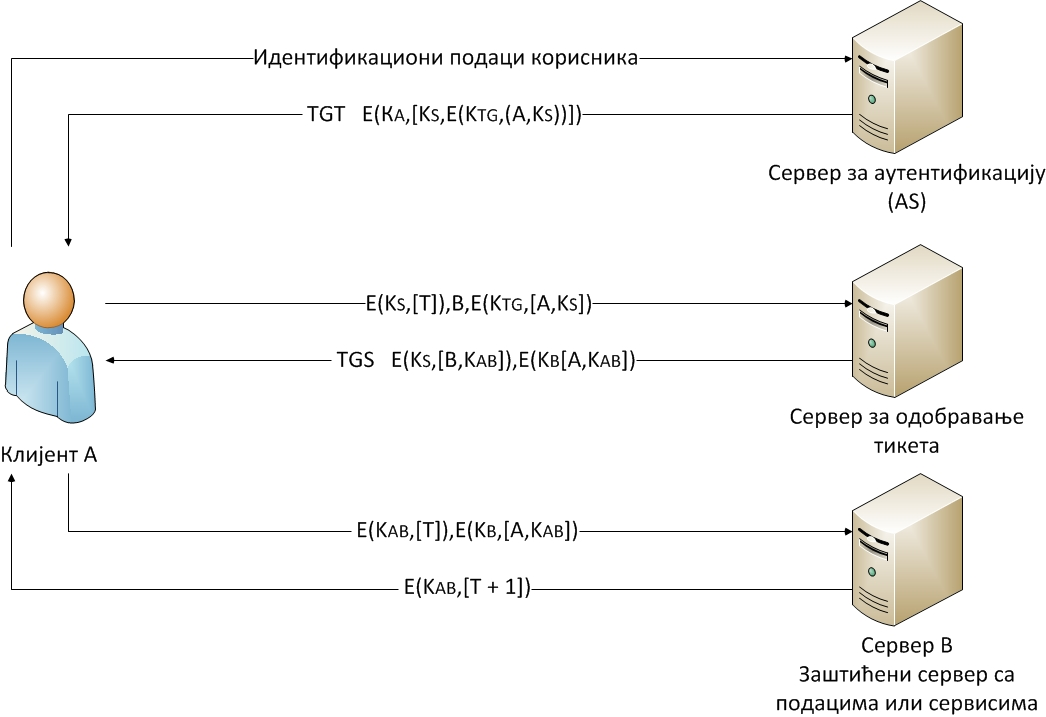 Идентификациони подаци корисника
TGT E(KA,[KS,E(KTG,(A,KS))])
Сервер за аутентификацију
(AS)
E(KS,[T]),B,E(KTG,[A,KS])
TGS E(KS,[B,KAB]),E(KB[A,KAB])
Сервер за одобравање
тикета
Клијент А
E(KAB,[T]),E(KB,[A,KAB])
E(KAB,[T + 1])
Сервер B
Заштићени сервер са
подацима или сервисима